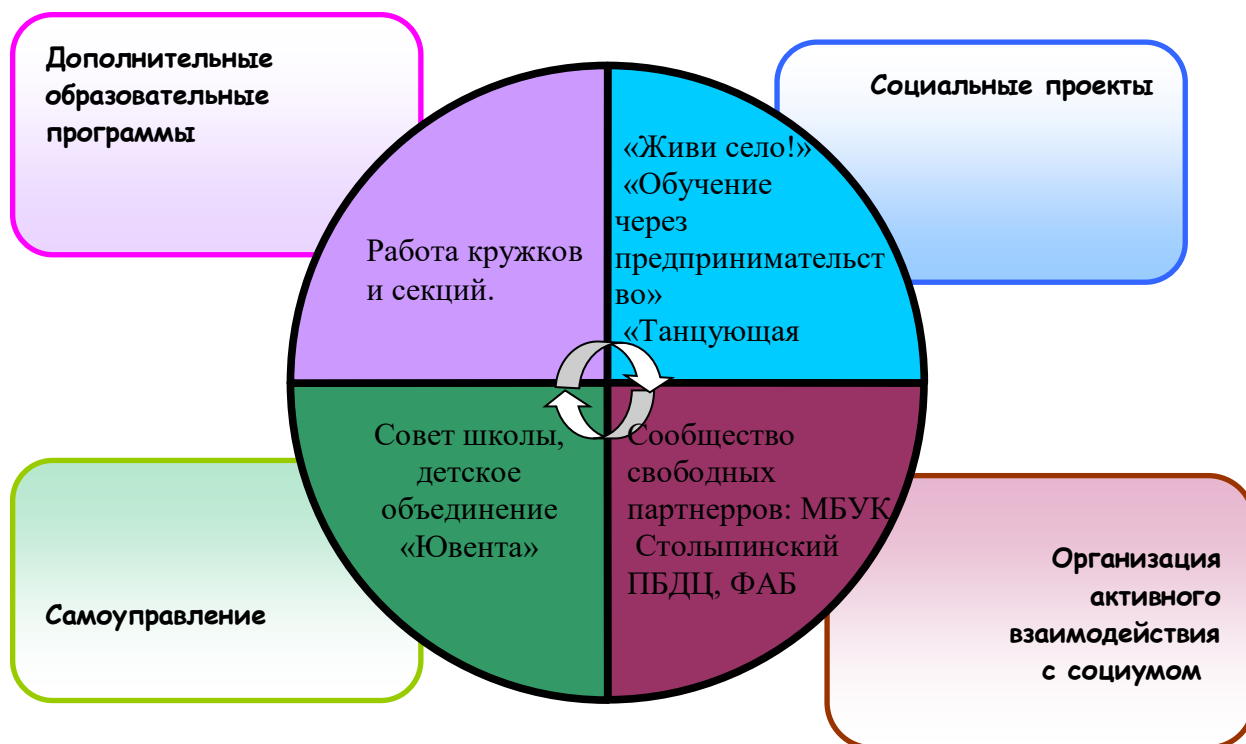 Дополнительные
образовательные
программы
Социальные проекты
«Живи село!»
«Обучение
через
предпринимательст
во»
«Танцующая
Работа кружков
и секций.
Совет школы,
детское
объединение
«Ювента»
Сообщество
свободных
партнерров: МБУК
Столыпинский
ПБДЦ, ФАБ
Самоуправление
Организация
активного
взаимодействия
с социумом